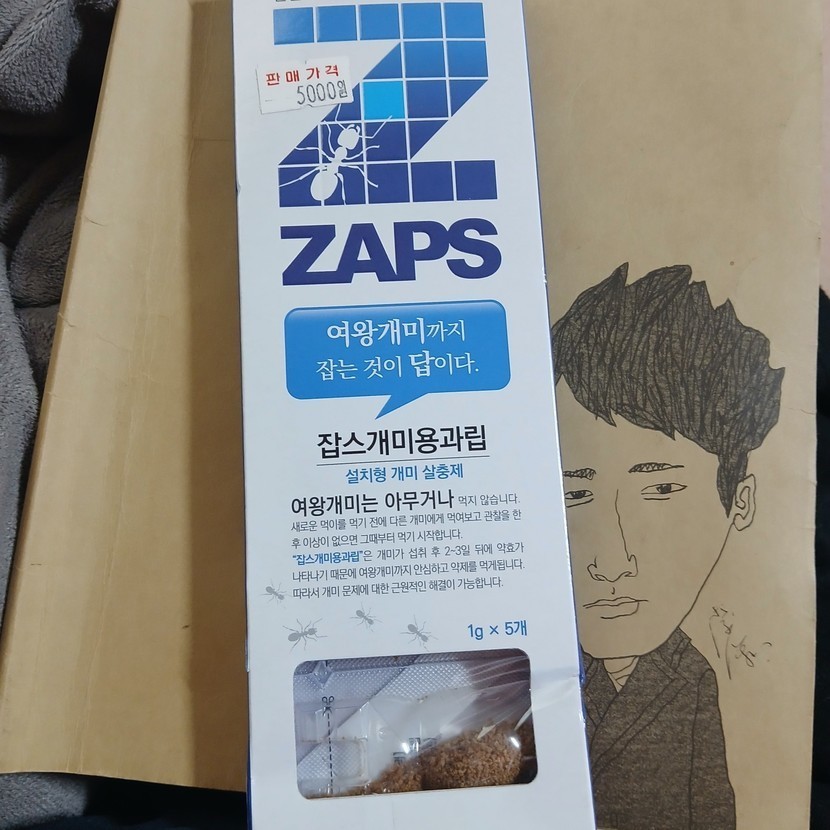 판매가격
5000원
ZAPS
여왕개미까지
잡는 것이 답이다.
잡스개미용과립
설치형 개미 살충제
여왕개미는 아무거나 먹지 않습니다.
새로운 먹이를 먹기 전에 다른 개미에게 먹여보고 관찰을 한
후 이상이 없으면 그때부터 먹기 시작합니다.
"잡스개미용과립"은 개미가 섭취 후 2~3일 뒤에 약효가
나타나기 때문에 여왕개미까지 안심하고 약제를 먹게됩니다.
따라서 개미 문제에 대한 근원적인 해결이 가능합니다.
1g × 5개